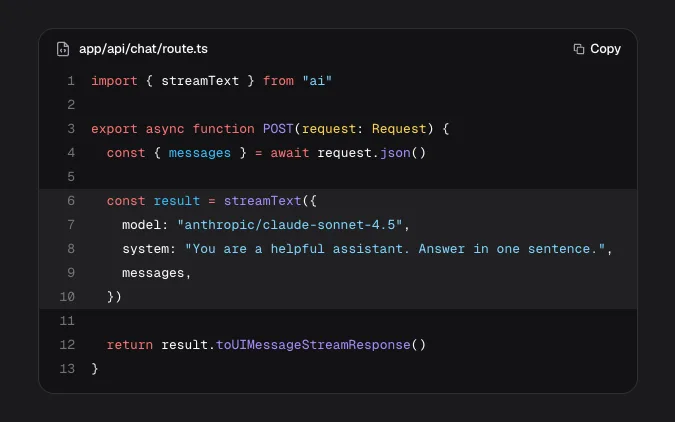 app/api/chat/route.ts
Copy
1 import { streamText } from "ai"
2
3 export async function POST(request: Request) {
4   const { messages } = await request.json()
5
6   const result = streamText({
7     model: "anthropic/claude-sonnet-4.5",
8     system: "You are a helpful assistant. Answer in one sentence.",
9     messages,
10   })
11
12   return result.toUIMessageStreamResponse()
13 }